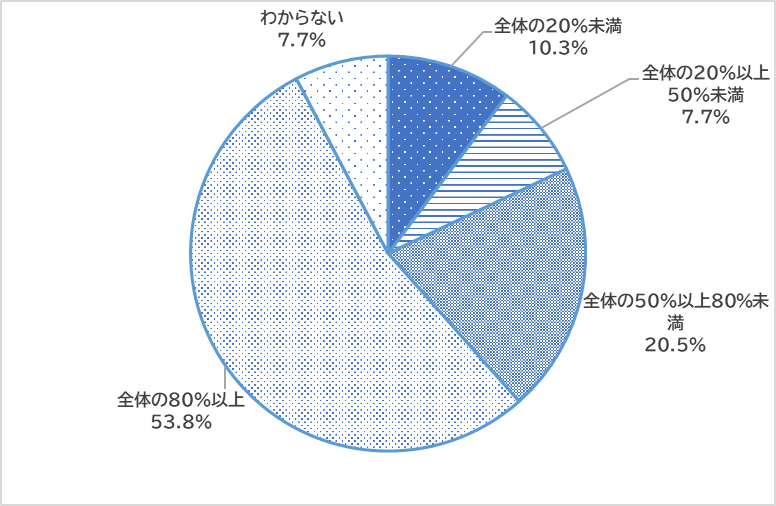 わからない
7.7%
全体の20%未満
10.3%
全体の20%以上
50%未満
7.7%
全体の50%以上80%未
満
20.5%
全体の80%以上
53.8%